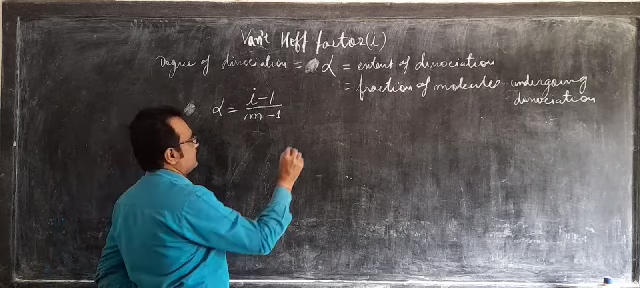 Van't Hoff factor (i)
Degree of dissociation = α = extent of dissociation
= fraction of molecules undergoing
dissociation
α = i-1 / m-1